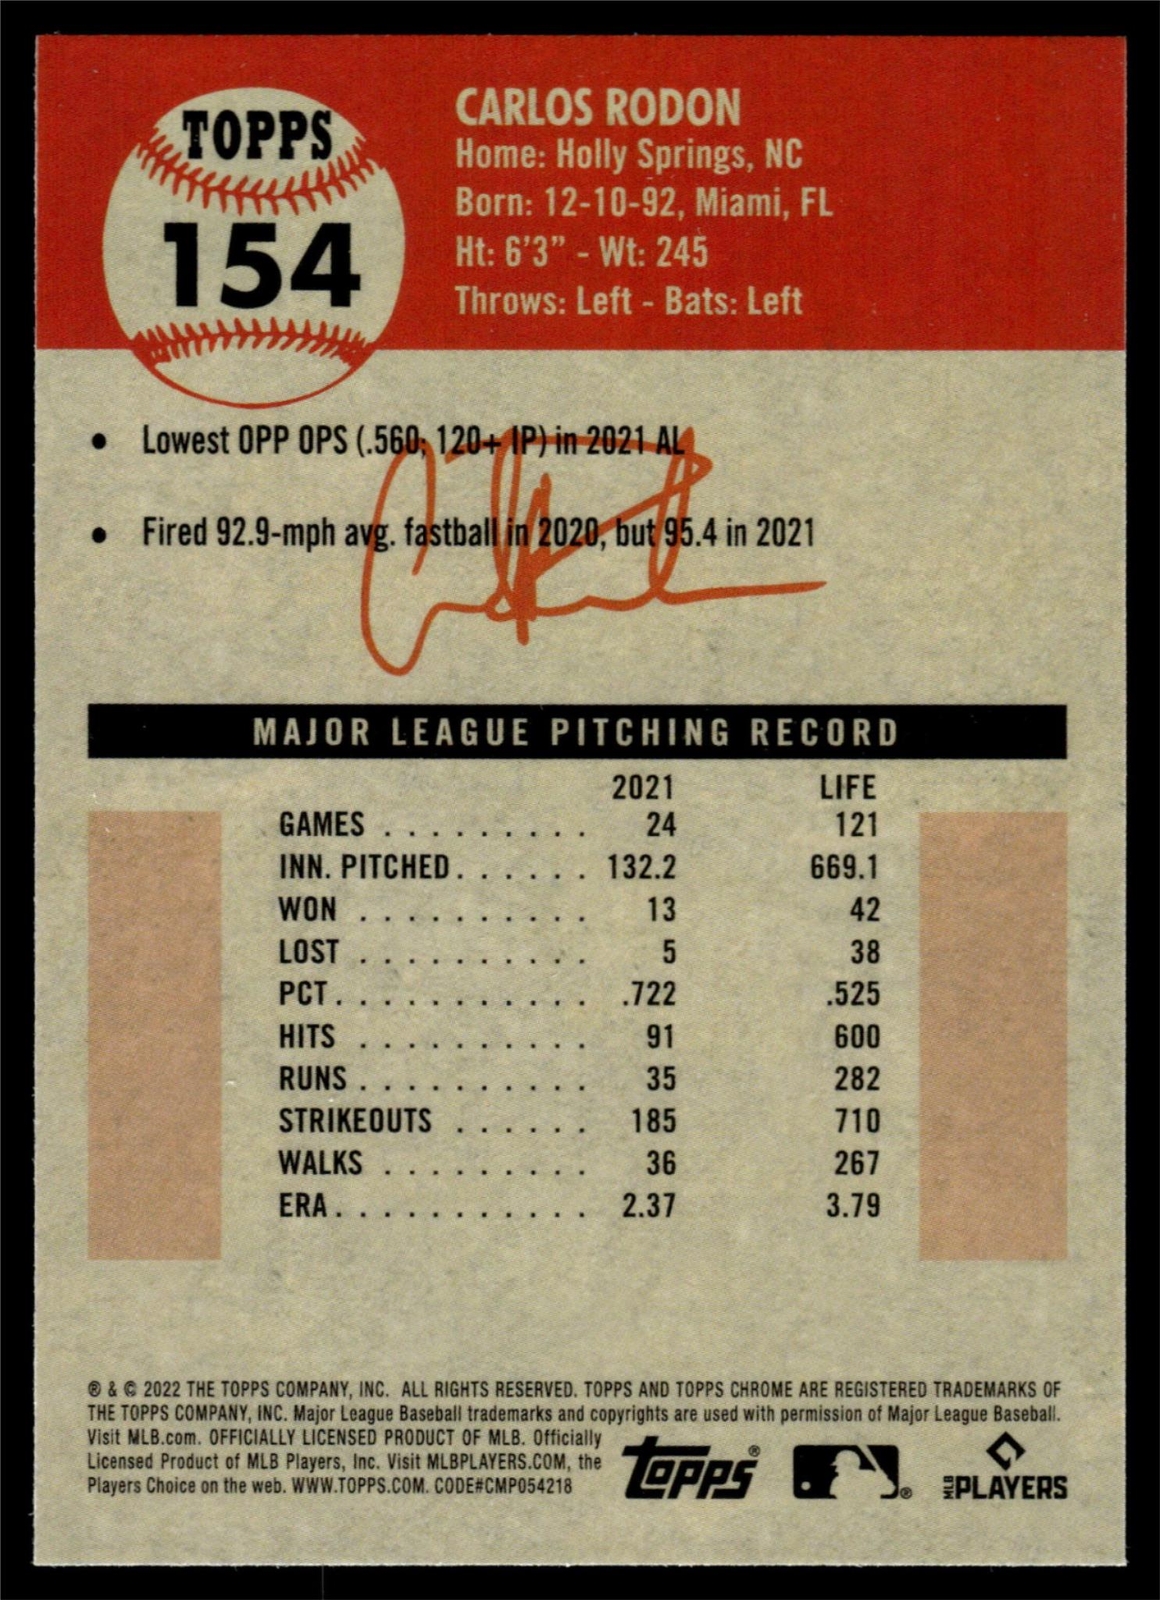 TOPPS
154
CARLOS RODON
Home: Holly Springs, NC
Born: 12-10-92, Miami, FL
Ht: 6'3" - Wt: 245
Throws: Left - Bats: Left
• Lowest OPP OPS (.560; 120+ IP) in 2021 AL
• Fired 92.9-mph avg. fastball in 2020, but 95.4 in 2021
MAJOR LEAGUE PITCHING RECORD
2021 LIFE
GAMES . . . . . . . . . 24 121
INN. PITCHED . . . . . . 132.2 669.1
WON . . . . . . . . . . 13 42
LOST . . . . . . . . . . 5 38
PCT . . . . . . . . . . . .722 .525
HITS . . . . . . . . . . 91 600
RUNS . . . . . . . . . . 35 282
STRIKEOUTS . . . . . . 185 710
WALKS . . . . . . . . . 36 267
ERA . . . . . . . . . . . 2.37 3.79
® & © 2022 THE TOPPS COMPANY, INC. ALL RIGHTS RESERVED. TOPPS AND TOPPS CHROME ARE REGISTERED TRADEMARKS OF
THE TOPPS COMPANY, INC. Major League Baseball trademarks and copyrights are used with permission of Major League Baseball.
Visit MLB.com. OFFICIALLY LICENSED PRODUCT OF MLB. Officially
Licensed Product of MLB Players, Inc. Visit MLBPLAYERS.COM, the
Players Choice on the web. WWW.TOPPS.COM. CODE#CMP054218
Topps®
®
MLB PLAYERS